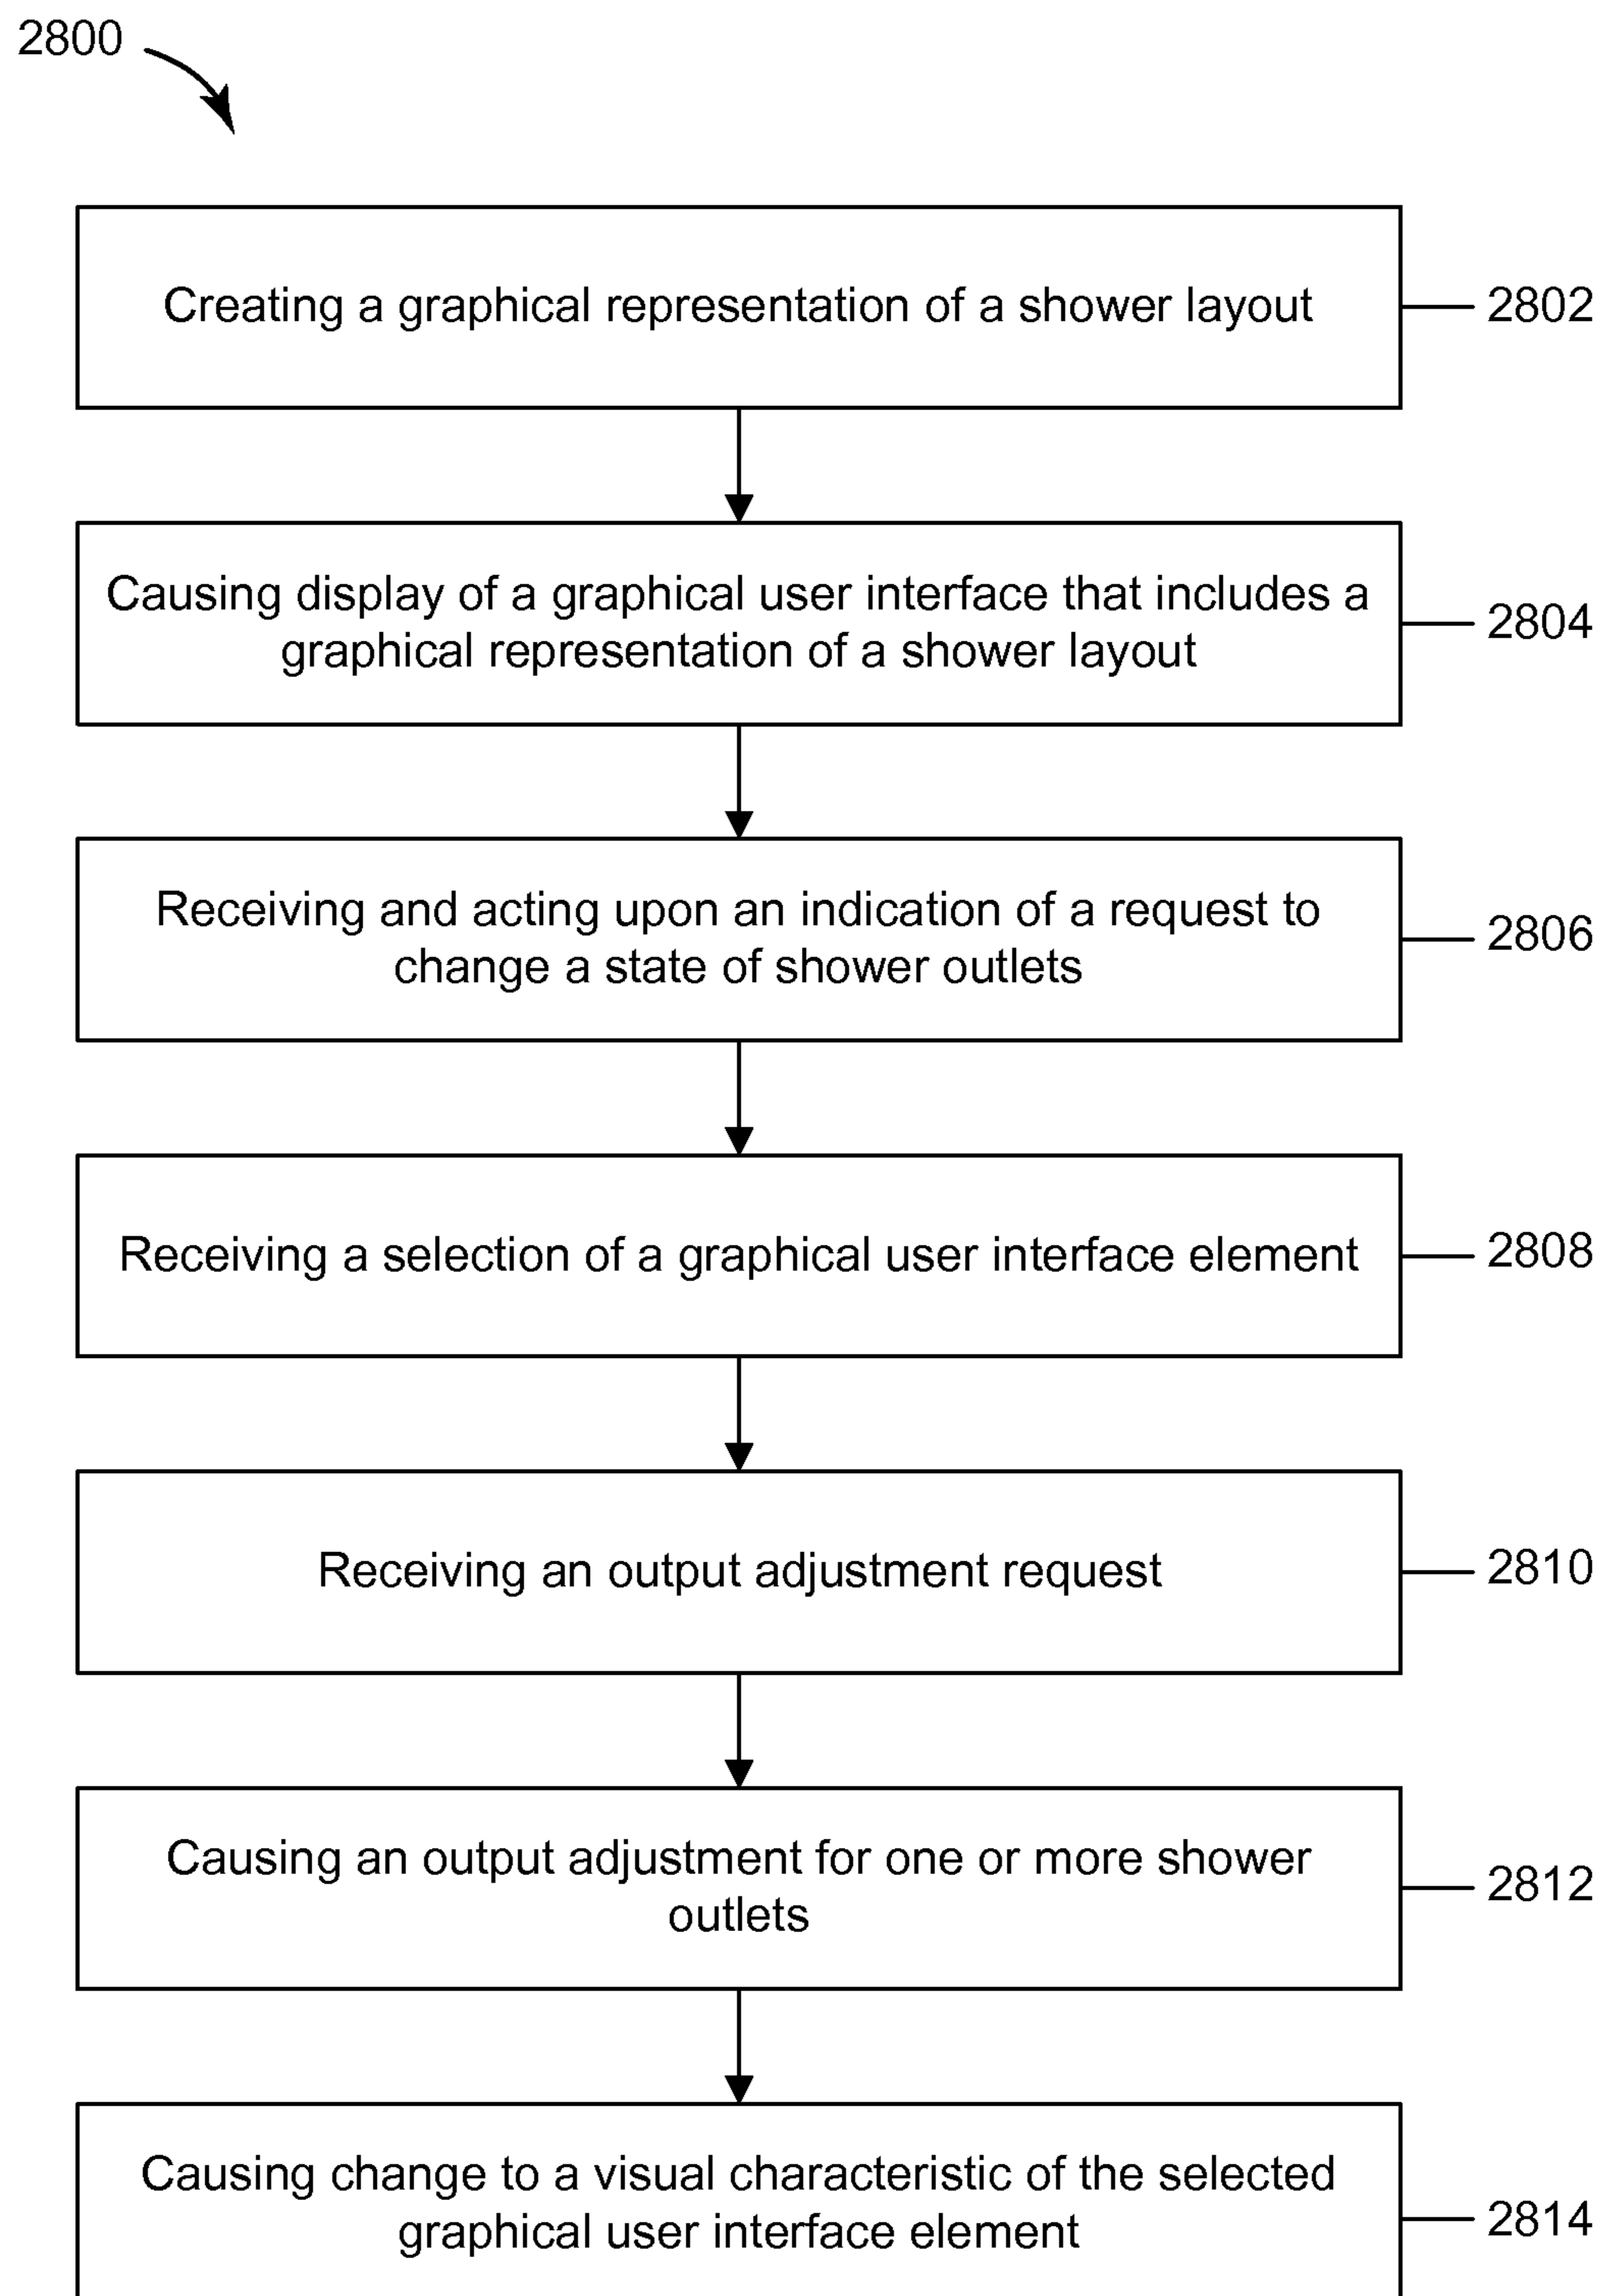 2800
Creating a graphical representation of a shower layout
2802
Causing display of a graphical user interface that includes a
graphical representation of a shower layout
2804
Receiving and acting upon an indication of a request to
change a state of shower outlets
2806
Receiving a selection of a graphical user interface element
2808
Receiving an output adjustment request
2810
Causing an output adjustment for one or more shower
outlets
2812
Causing change to a visual characteristic of the selected
graphical user interface element
2814